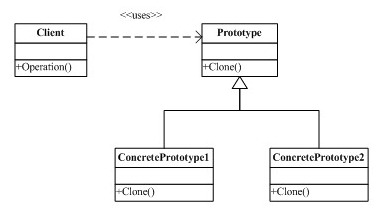 <<uses>>
Client
Prototype
+Operation()
+Clone()
ConcretePrototype1
ConcretePrototype2
+Clone()
+Clone()